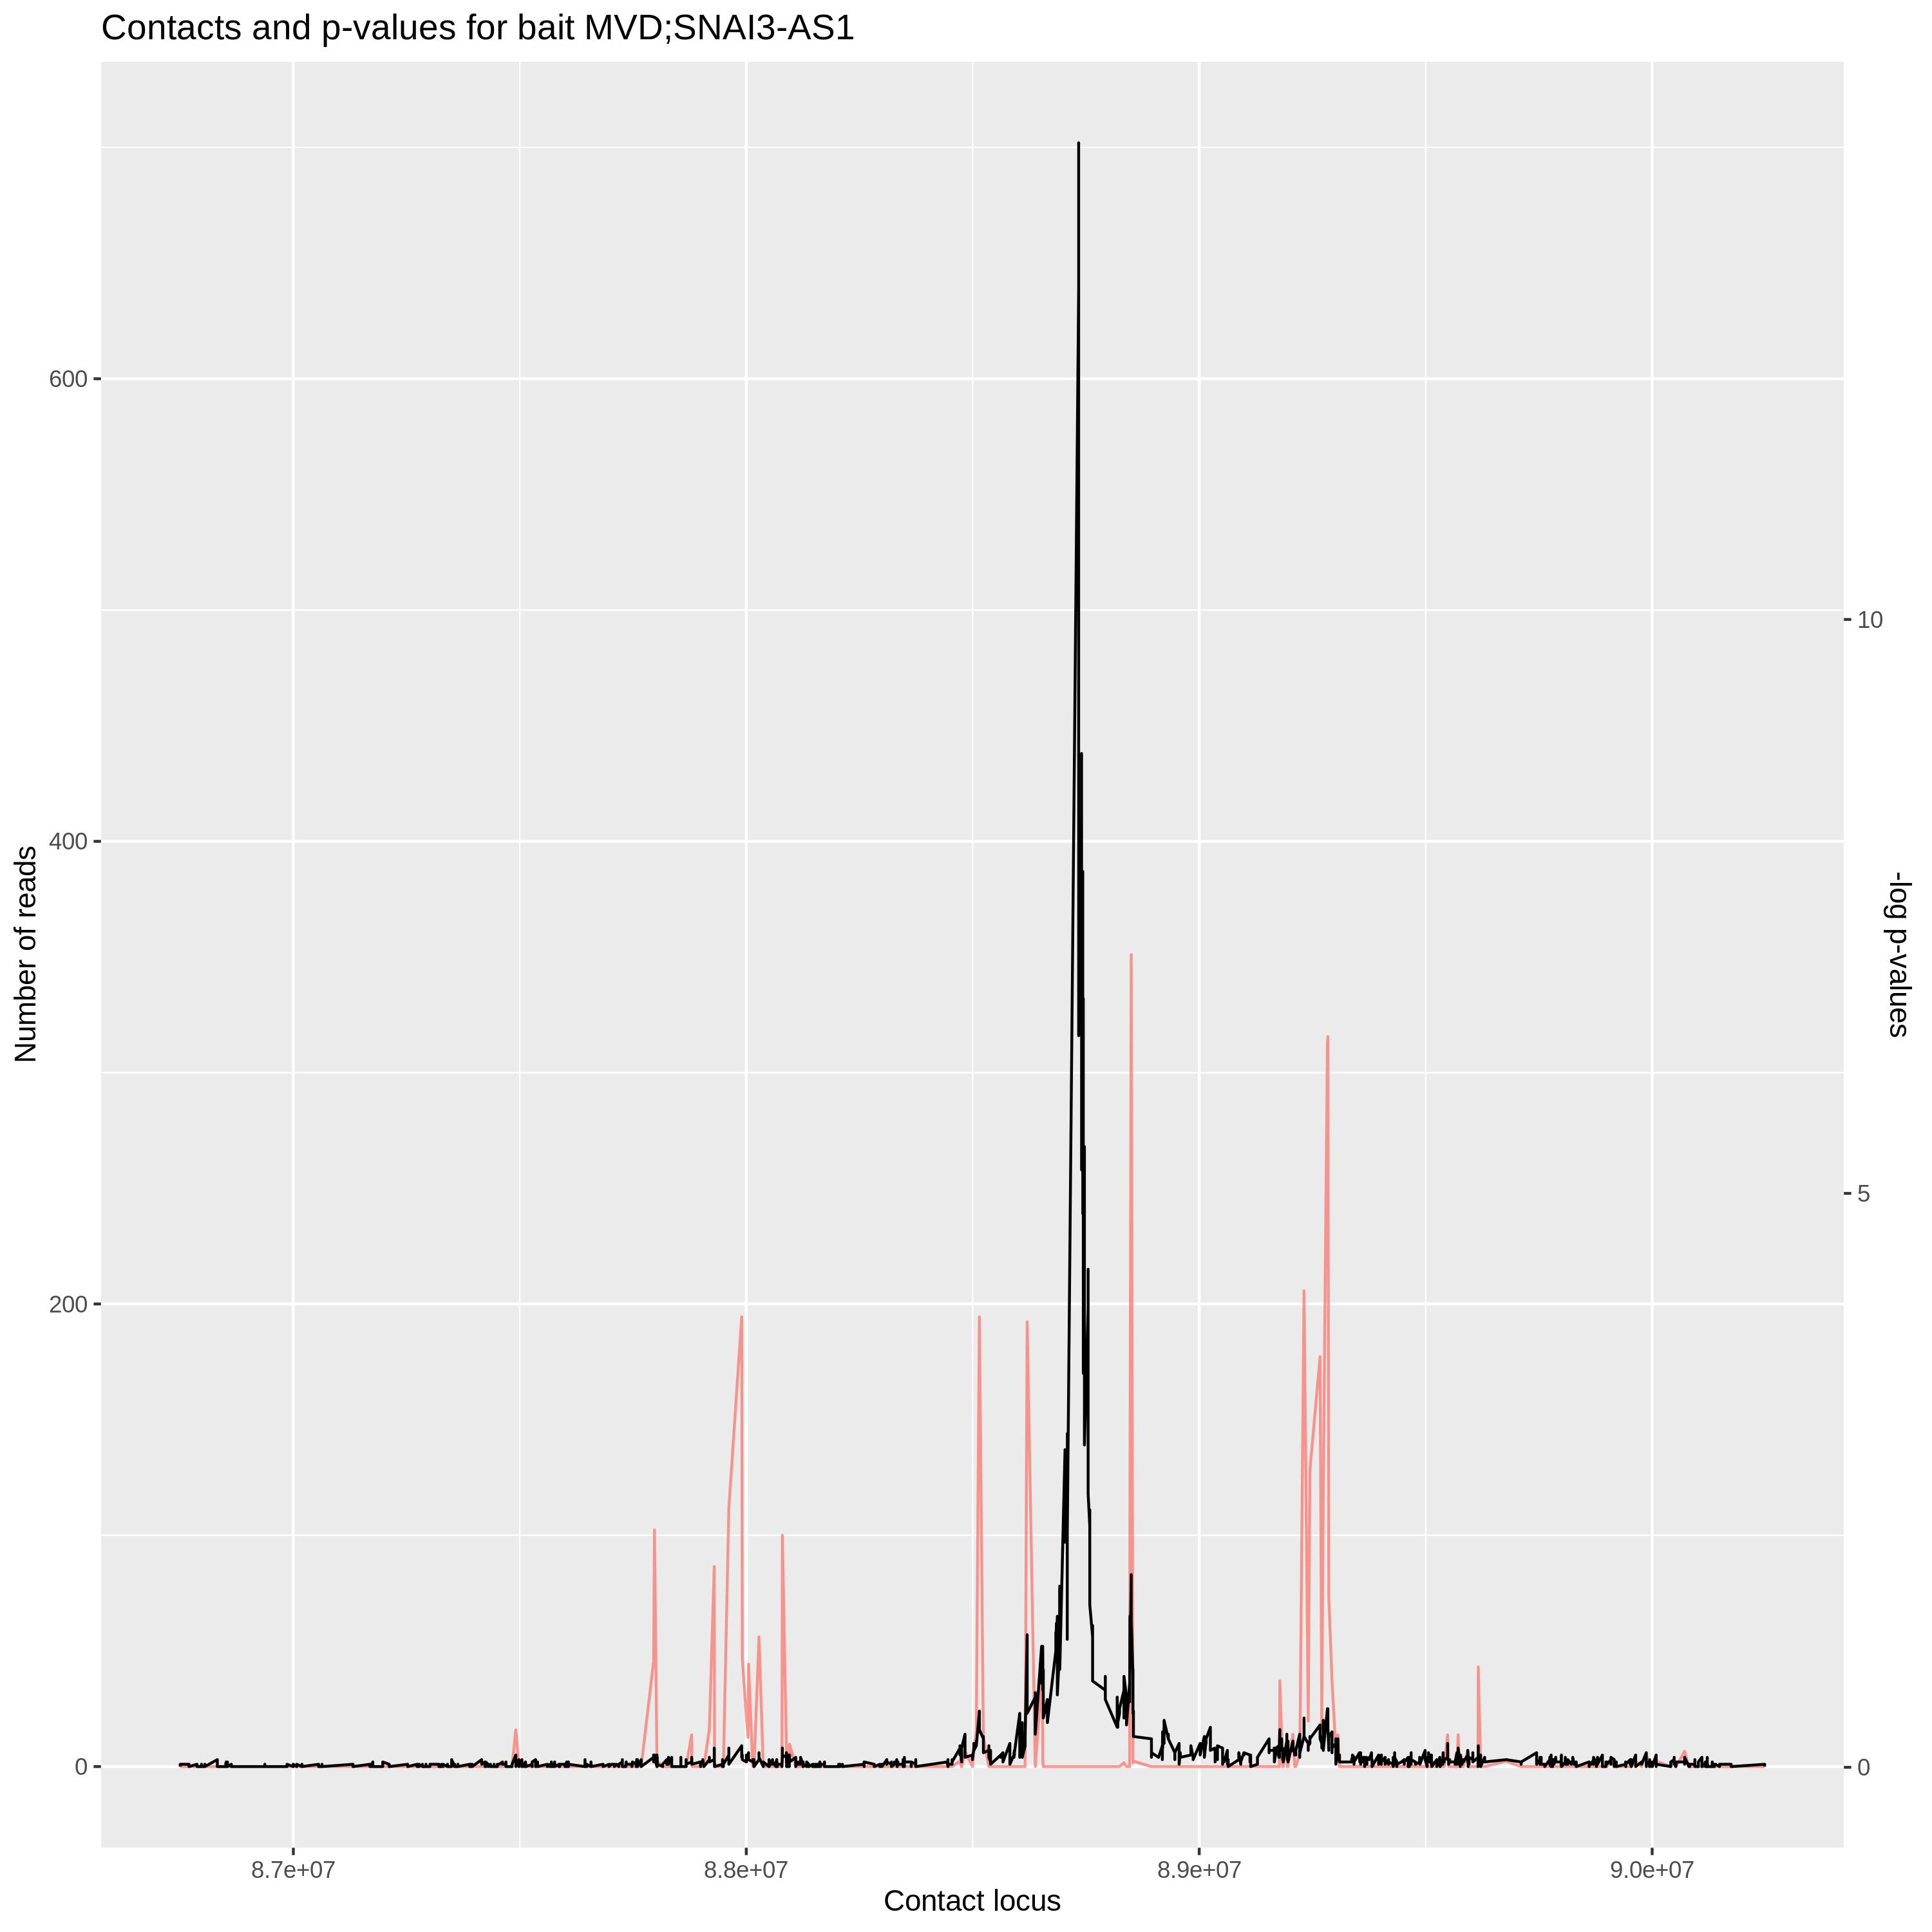 Contacts and p-values for bait MVD;SNAI3-AS1
Number of reads
600
400
200
0
10
5
0
-log p-values
8.7e+07
8.8e+07
8.9e+07
9.0e+07
Contact locus